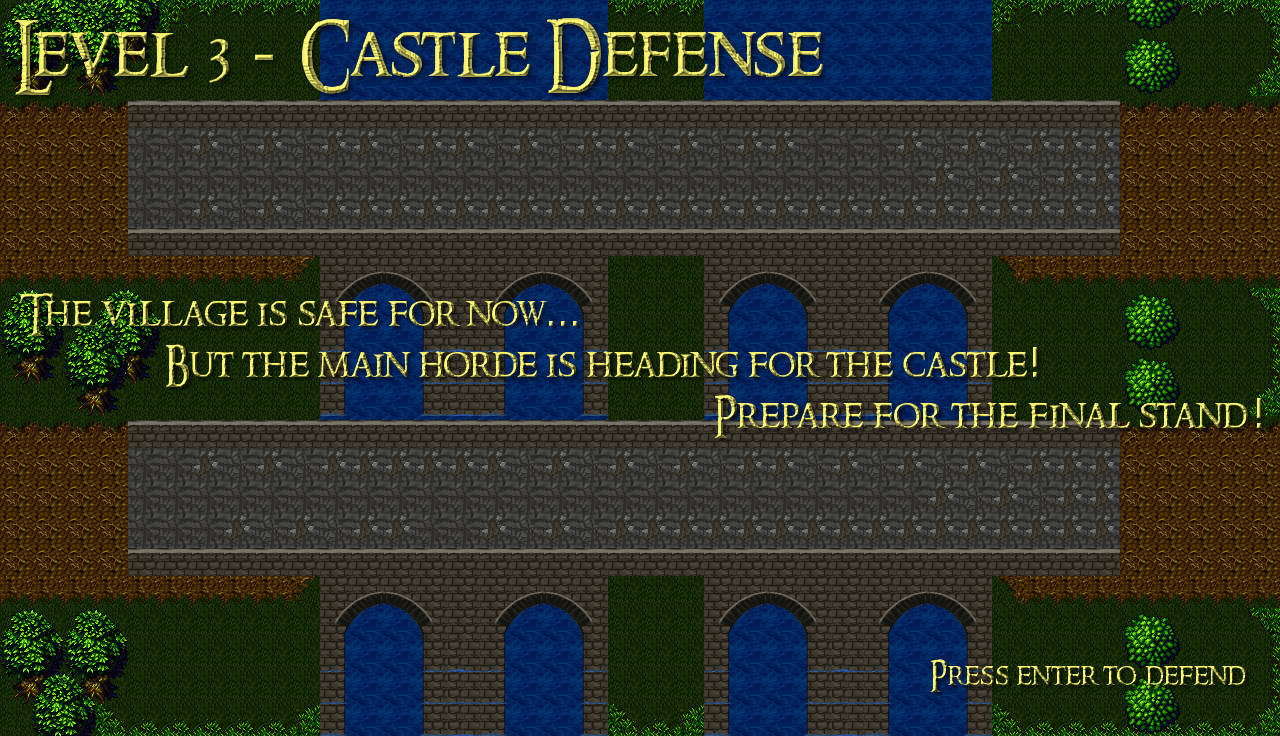 Level 3 - Castle Defense
The village is safe for now...
But the main horde is heading for the castle!
Prepare for the final stand!
Press enter to defend